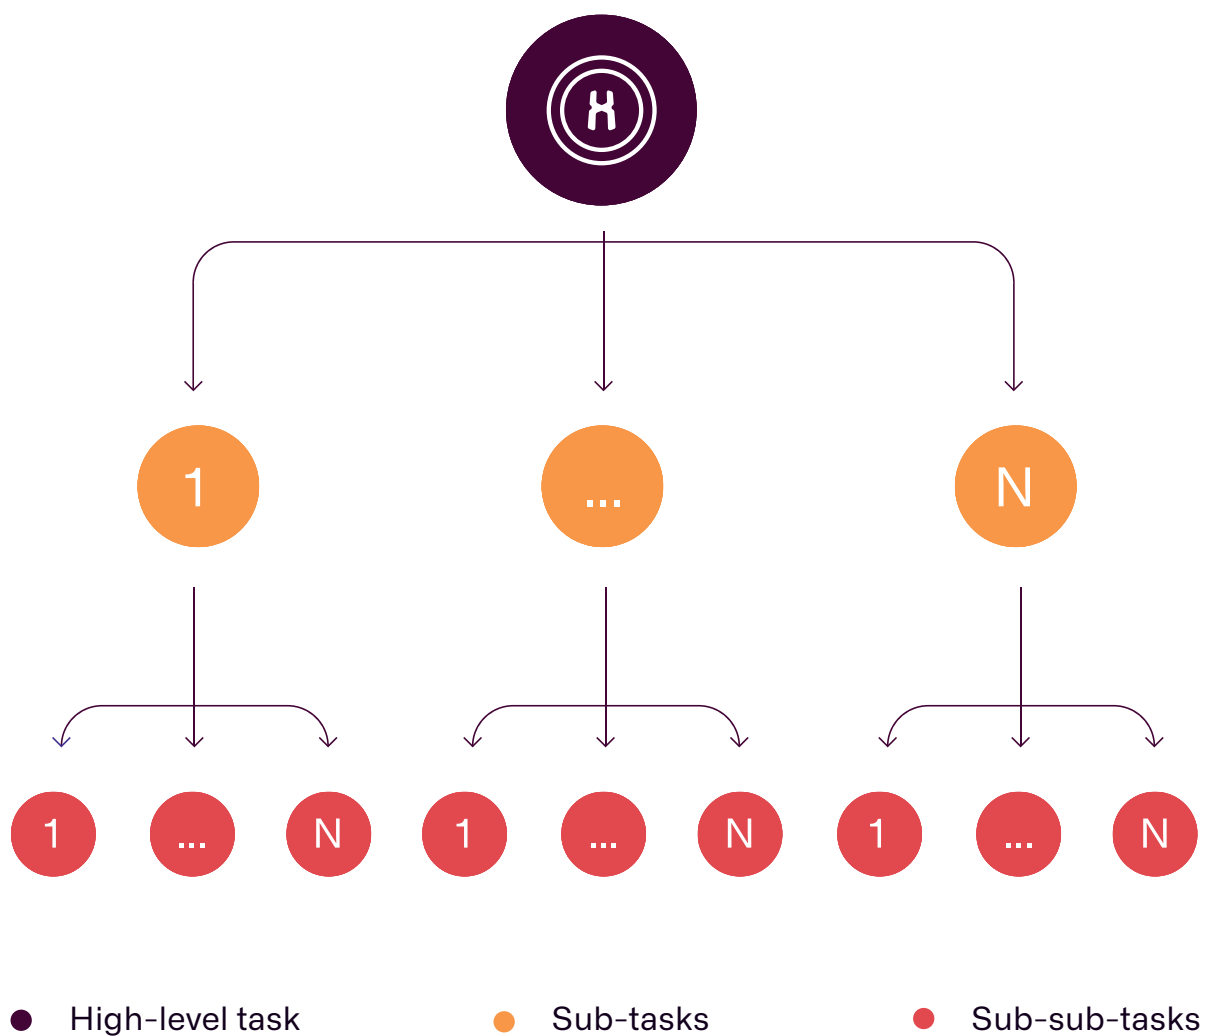 1 ... N
1 ... N 1 ... N 1 ... N
High-level task Sub-tasks Sub-sub-tasks